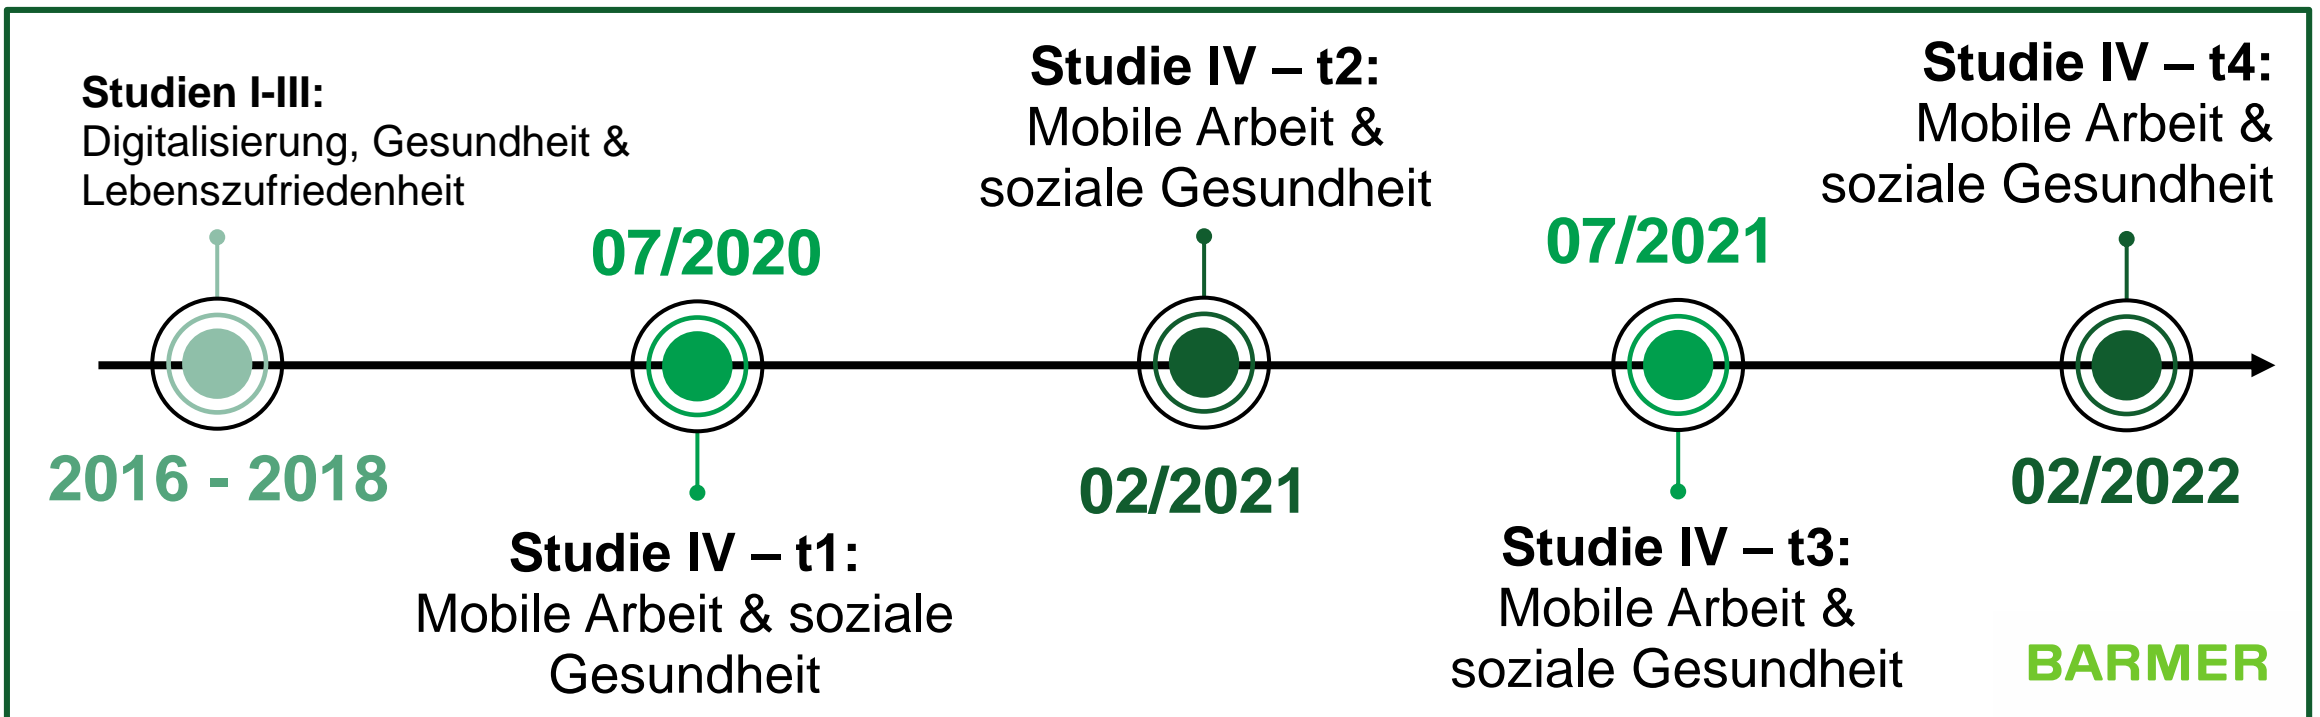 Studien I-III:
Digitalisierung, Gesundheit &
Lebenszufriedenheit
2016 - 2018
07/2020
Studie IV – t1:
Mobile Arbeit & soziale
Gesundheit
Studie IV – t2:
Mobile Arbeit &
soziale Gesundheit
02/2021
07/2021
Studie IV – t3:
Mobile Arbeit &
soziale Gesundheit
Studie IV – t4:
Mobile Arbeit &
soziale Gesundheit
02/2022
BARMER